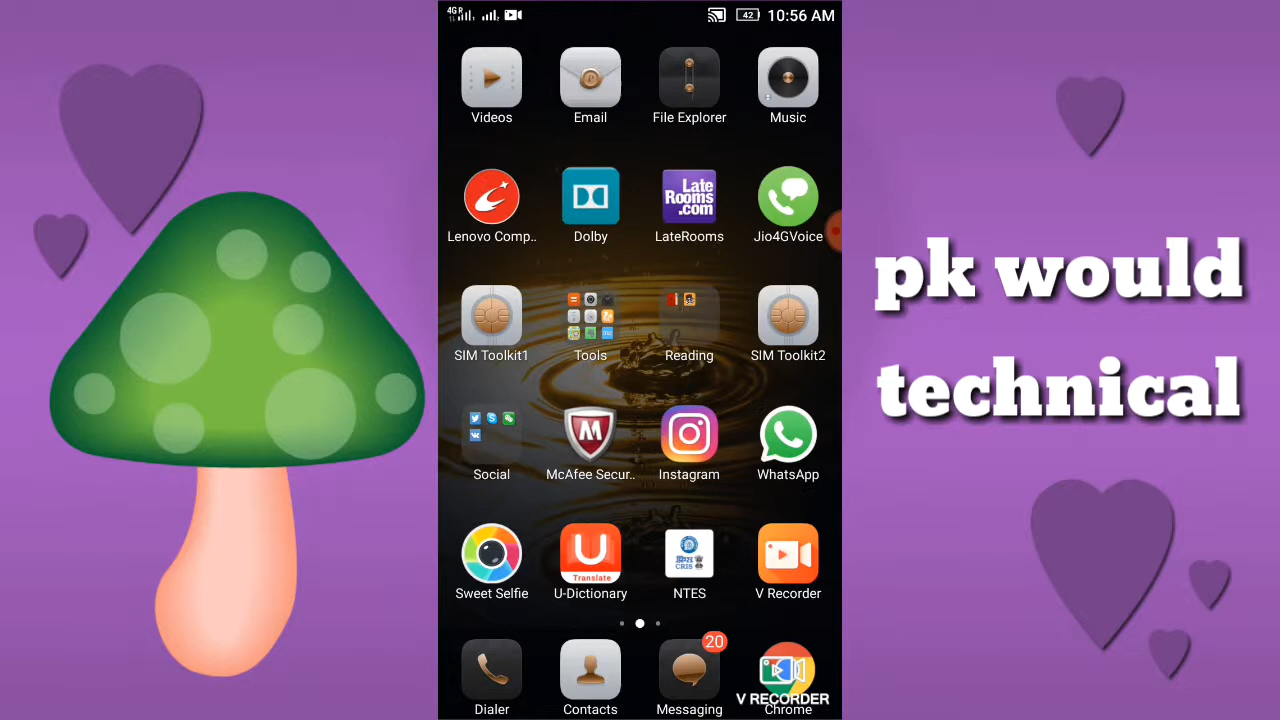 4G R
42 10:56 AM
Videos Email File Explorer Music
Late
Rooms
.com
Lenovo Comp.. Dolby LateRooms Jio4GVoice
SIM Toolkit1 Tools Reading SIM Toolkit2
Social McAfee Secur.. Instagram WhatsApp
U
Translate
CRIS
Sweet Selfie U-Dictionary NTES V Recorder
20
V RECORDER
Dialer Contacts Messaging Chrome
pk would
technical